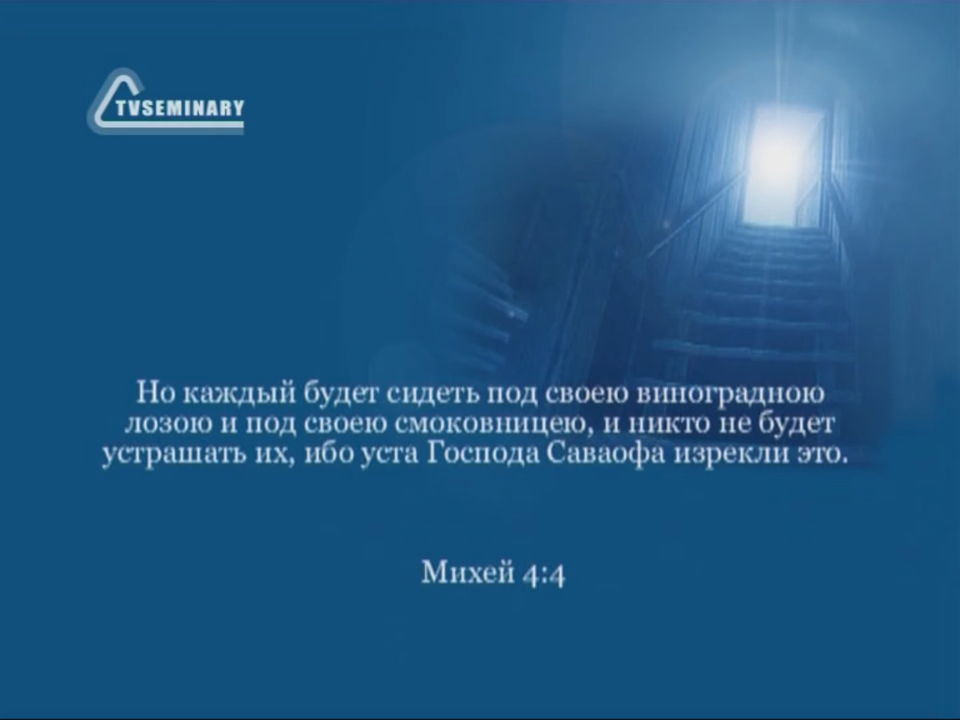 TVSEMINARY
Но каждый будет сидеть под своею виноградною
лозою и под своею смоковницею, и никто не будет
устрашать их, ибо уста Господа Саваофа изрекли это.
Михей 4:4